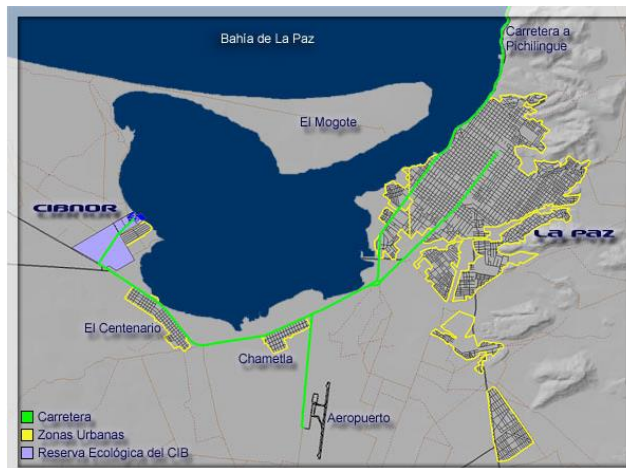 Bahía de La Paz
Carretera a
Pichilingue
El Mogote
CIBNOR
LA PAZ
El Centenario
Chametla
Aeropuerto
Carretera
Zonas Urbanas
Reserva Ecológica del CIB